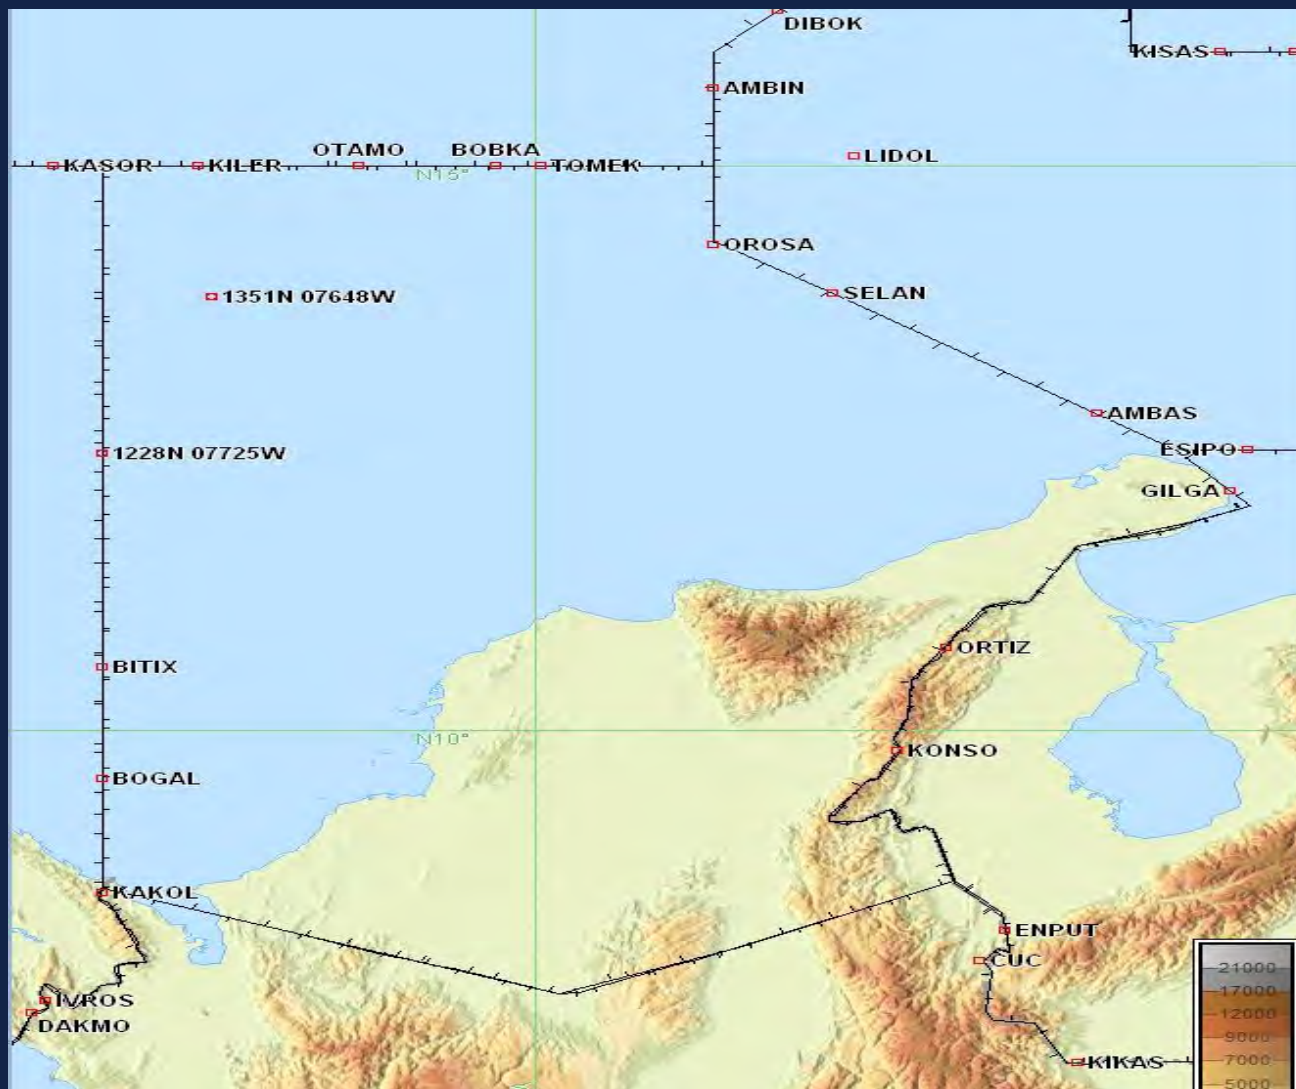 DIBOK
KISAS
AMBIN
OTAMO
BOBKA
LIDOL
KASOR
KILER
TOMEK
N15°
OROSA
SELAN
1351N 07648W
AMBAS
ESIPO
1228N 07725W
GILGA
ORTIZ
BITIX
N10°
KONSO
BOGAL
KAKOL
ENPUT
CUC
21000
17000
IVROS
12000
DAKMO
9000
7000
KIKAS
5000